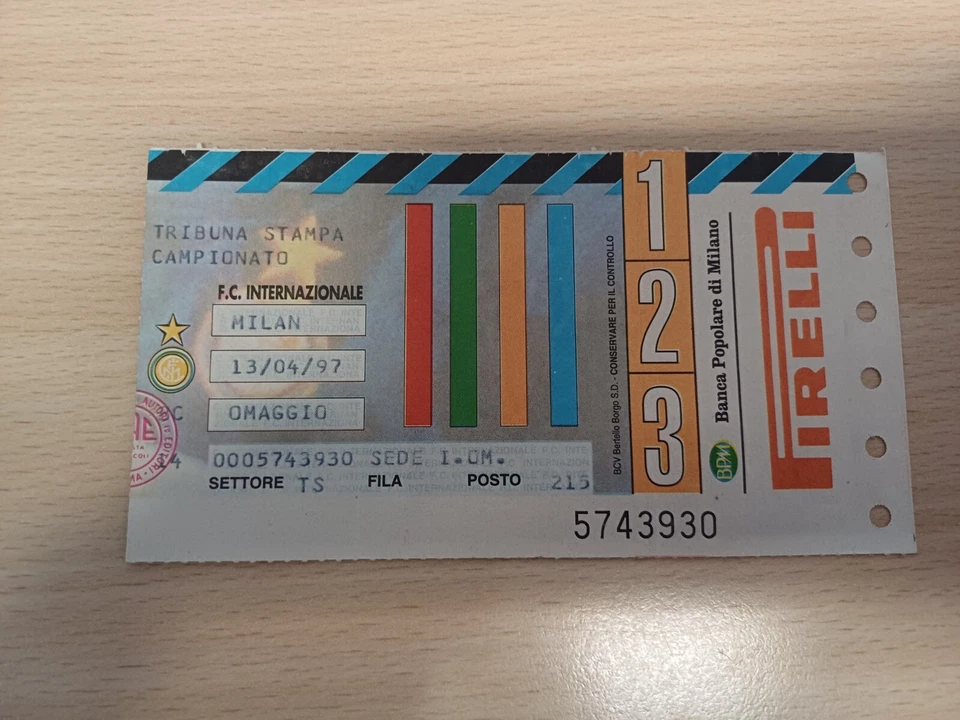 TRIBUNA STAMPA
CAMPIONATO
F.C. INTERNAZIONALE
MILAN
13/04/97
OMAGGIO
0005743930 SEDE I.OM.
SETTORE TS FILA POSTO 215
5743930
BCV Bertello Borgo S.D. - CONSERVARE PER IL CONTROLLO
1
2
3
Banca Popolare di Milano
BPM
PIRELLI